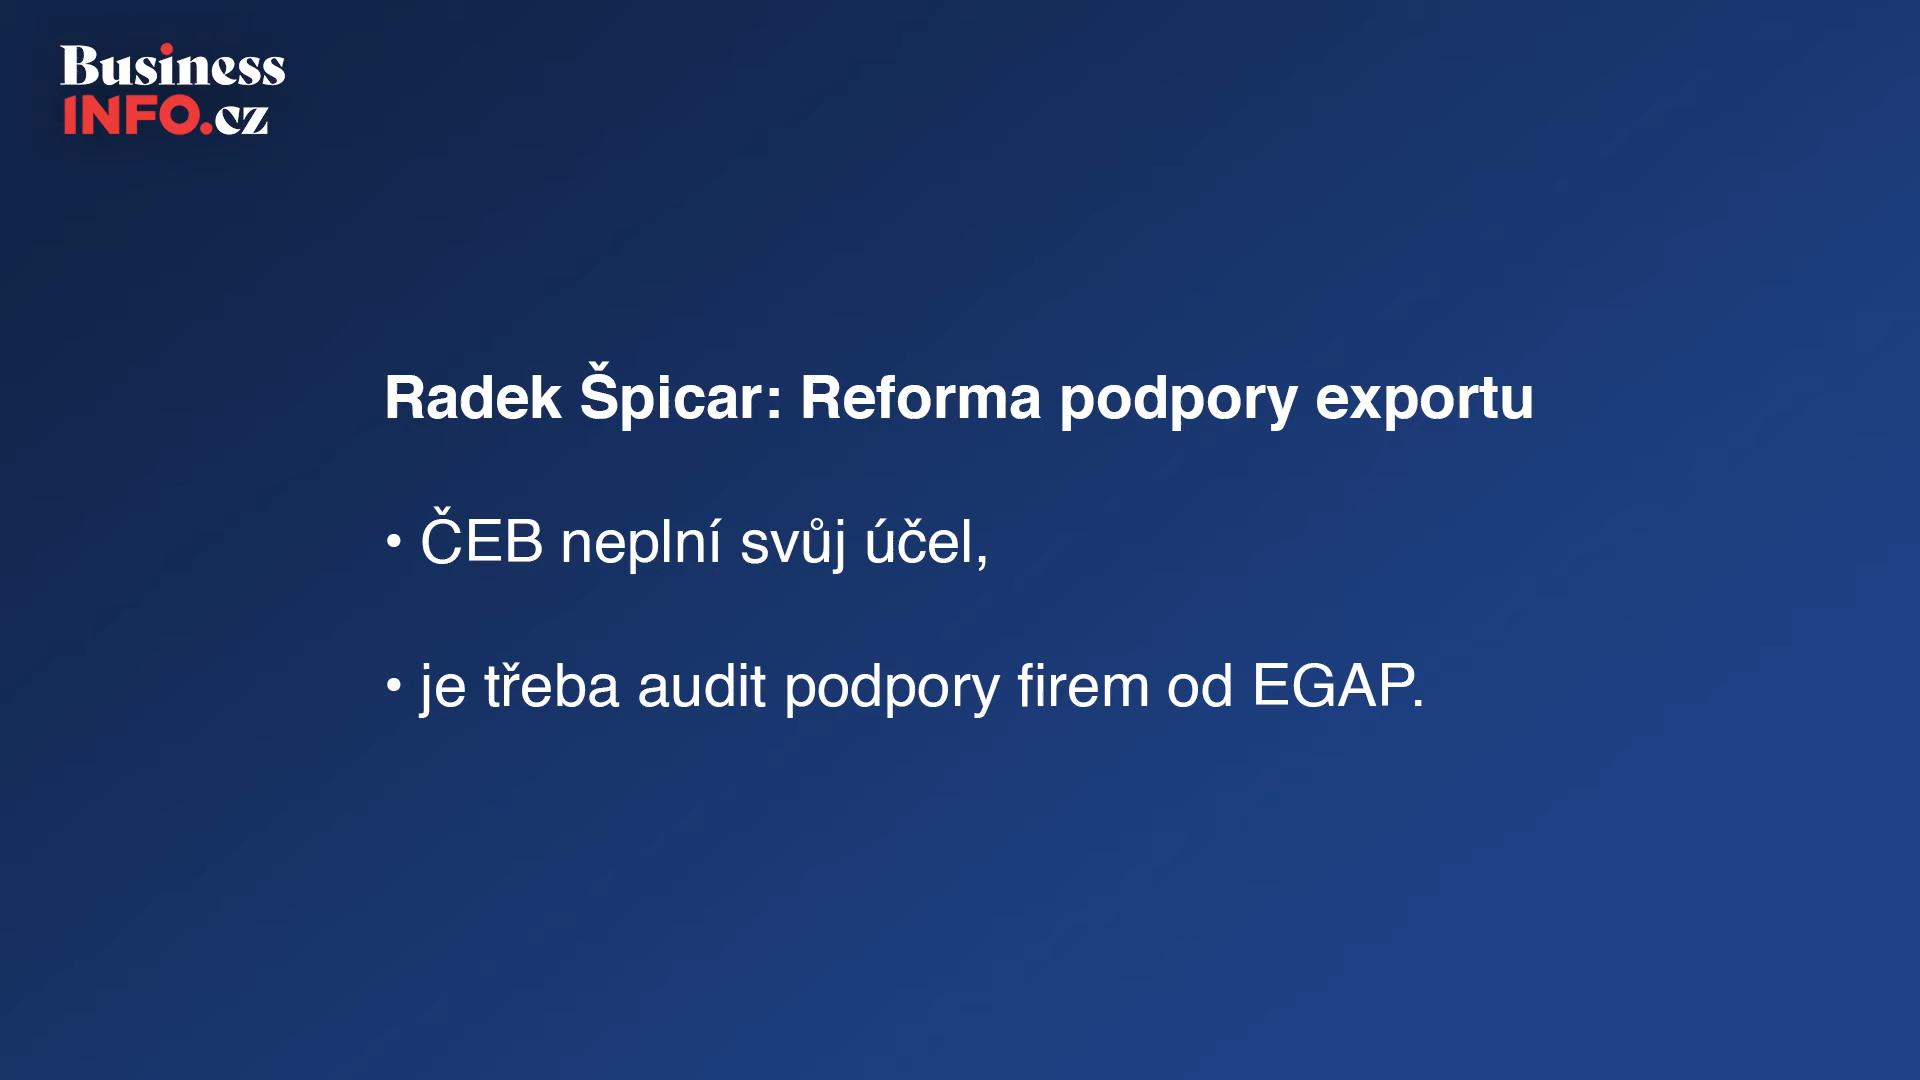 Business
INFO.cz
Radek Špicar: Reforma podpory exportu
• ČEB neplní svůj účel,
• je třeba audit podpory firem od EGAP.